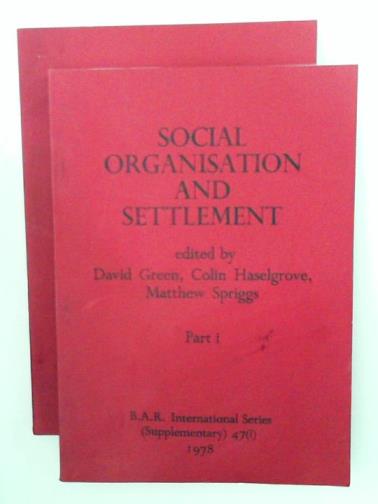 SOCIAL
ORGANISATION
AND
SETTLEMENT
edited by
David Green, Colin Haselgrove,
Matthew Spriggs
Part i
B.A.R. International Series
(Supplementary) 47(i)
1978